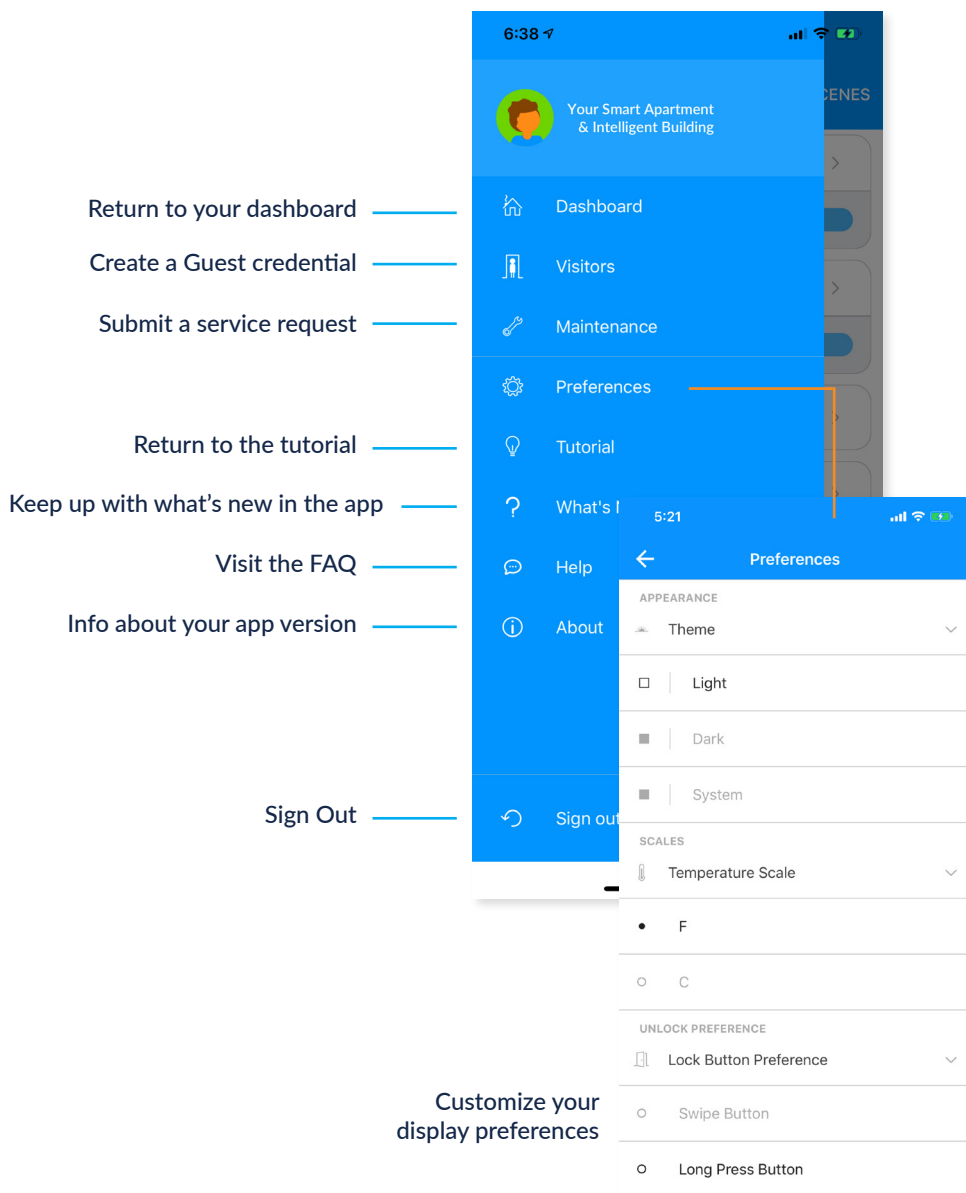 6:38
CENES
Your Smart Apartment
& Intelligent Building
Return to your dashboard
Dashboard
Create a Guest credential
Visitors
Submit a service request
Maintenance
Preferences
Return to the tutorial
Tutorial
Keep up with what's new in the app
What's
Visit the FAQ
Help
Info about your app version
About
Sign Out
Sign out
5:21
Preferences
APPEARANCE
Theme
Light
Dark
System
SCALES
Temperature Scale
F
C
UNLOCK PREFERENCE
Lock Button Preference
Customize your
display preferences
Swipe Button
Long Press Button